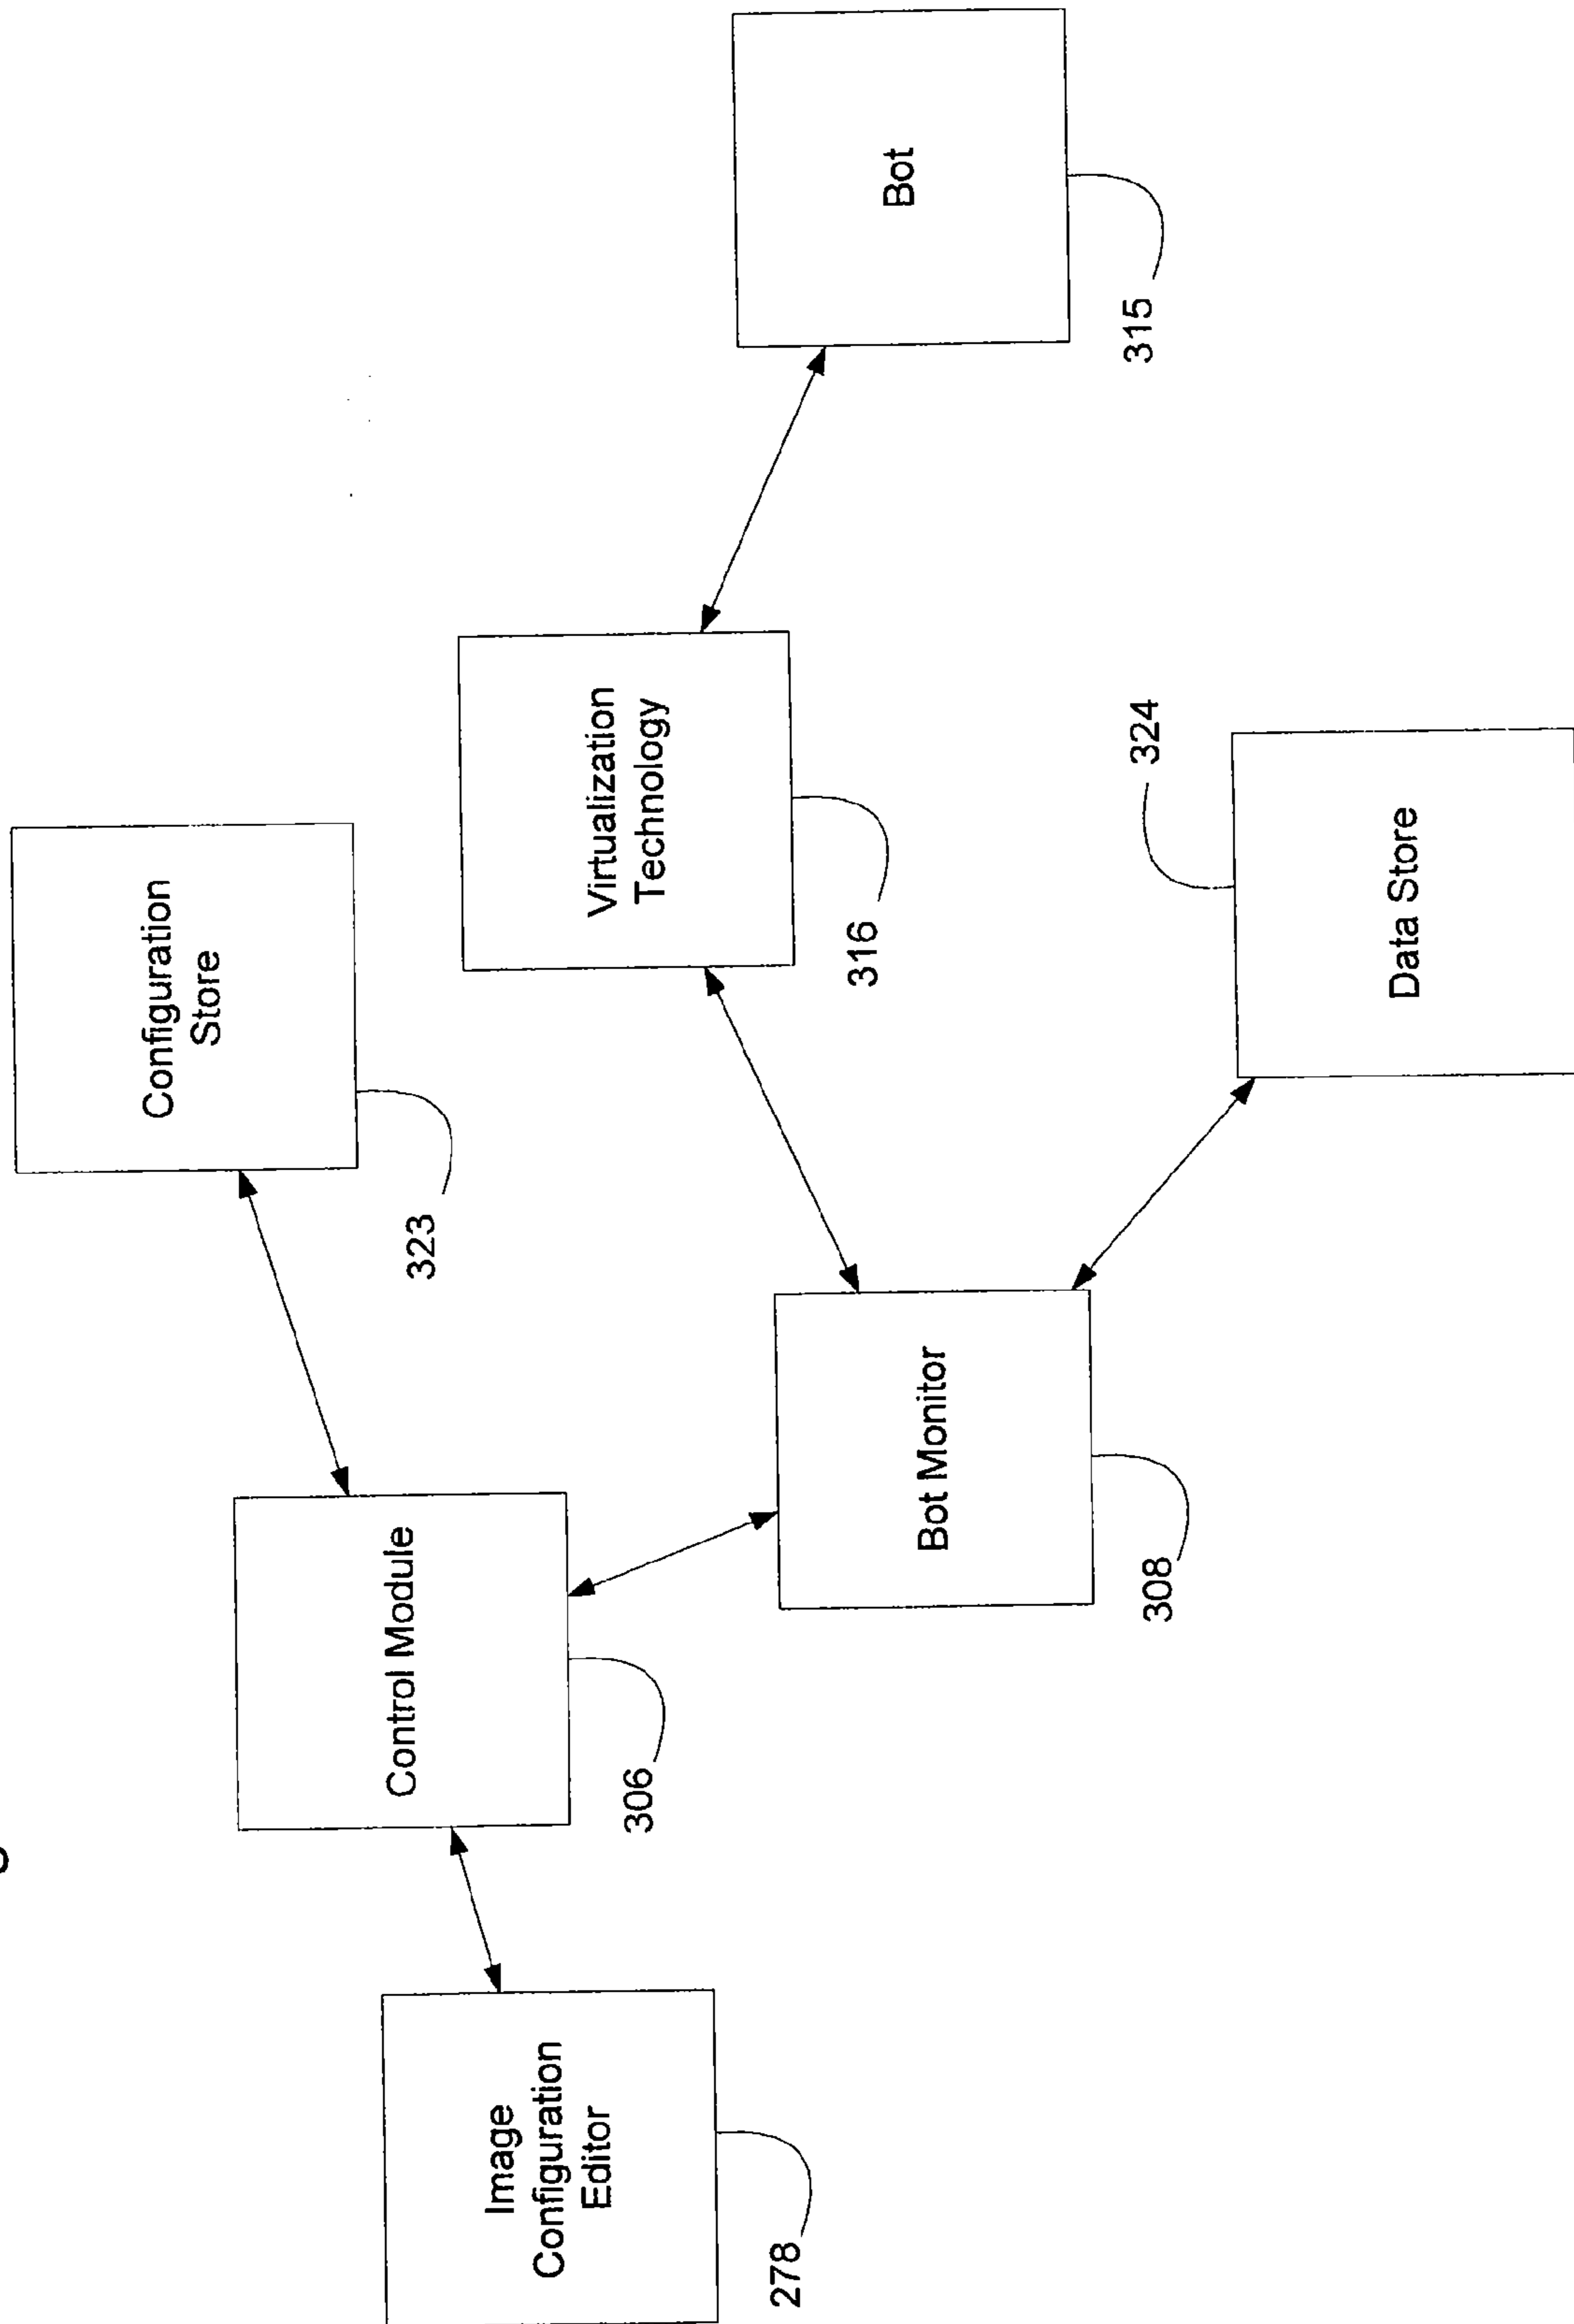 Image
Configuration
Editor
278
Control Module
306
Configuration
Store
323
Bot Monitor
308
Virtualization
Technology
316
Data Store
324
Bot
315